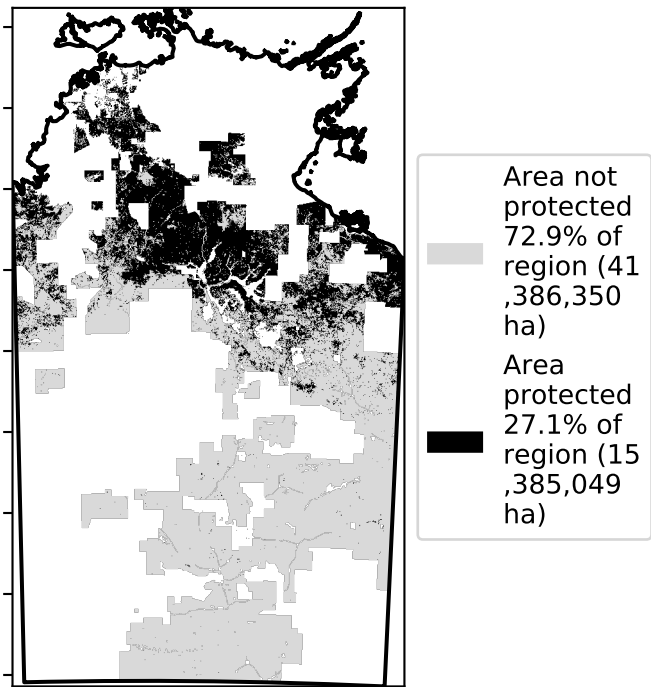 Area not
protected
72.9% of
region (41
,386,350
ha)
Area
protected
27.1% of
region (15
,385,049
ha)